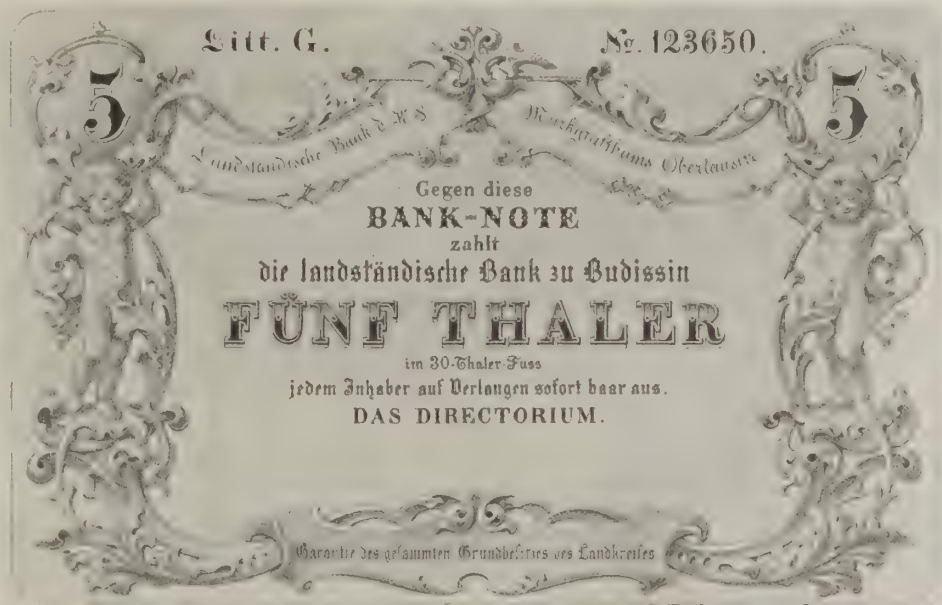 Litt. G.
No. 123650.
5
5
Landständische Bank d. K. S.
Markgrafthums Oberlausitz
Gegen diese
BANK-NOTE
zahlt
die landständische Bank zu Budissin
FÜNF THALER
im 30-Thaler-Fuss
jedem Inhaber auf Verlangen sofort baar aus.
DAS DIRECTORIUM.
Garantie des gesammten Grundbesitzes des Landkreises